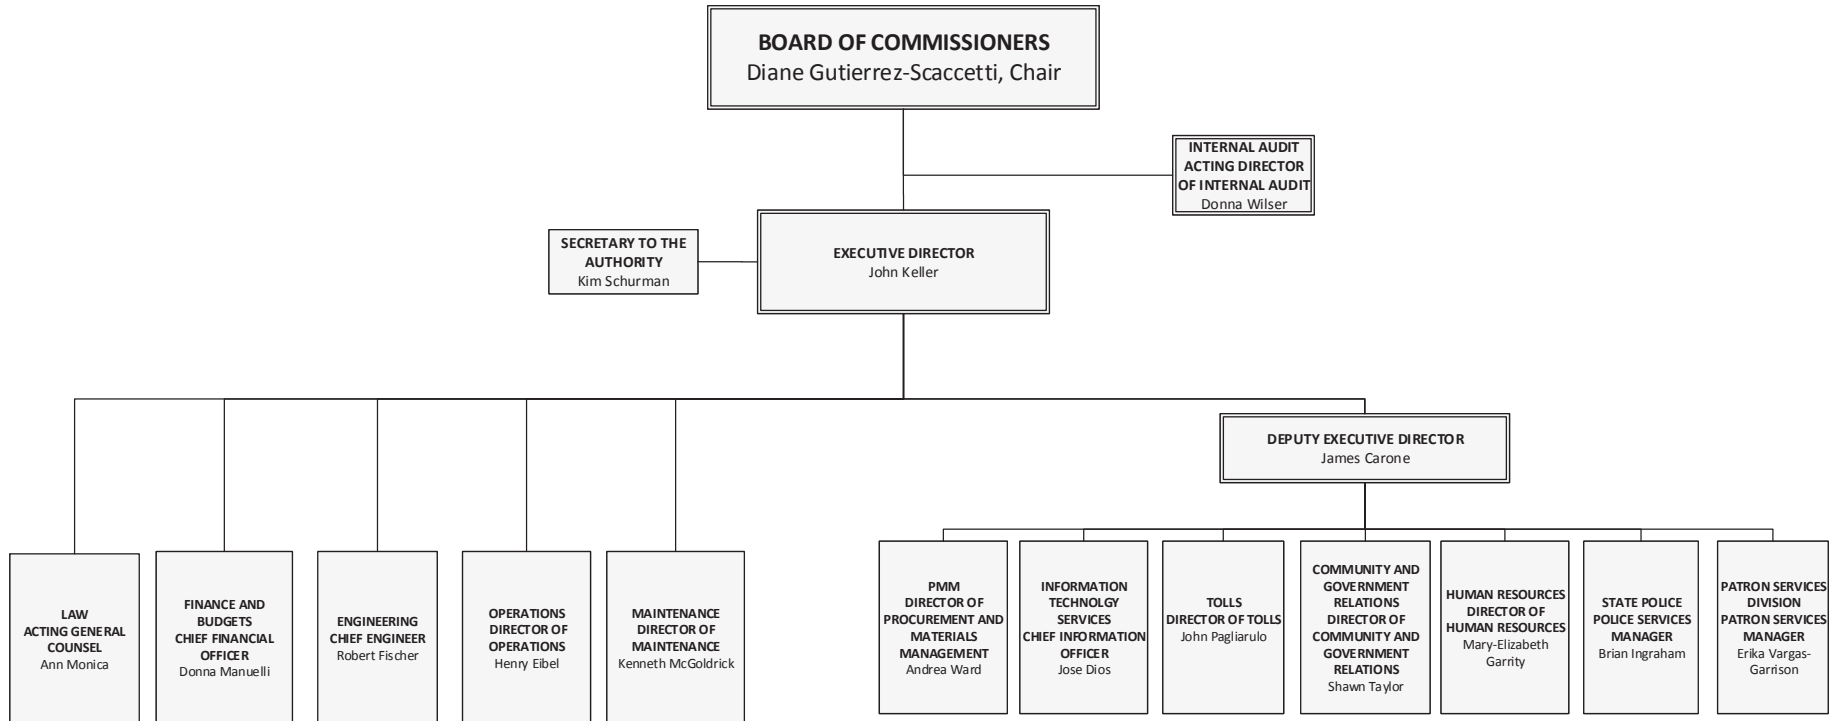 BOARD OF COMMISSIONERS
Diane Gutierrez-Scaccetti, Chair
INTERNAL AUDIT
ACTING DIRECTOR
OF INTERNAL AUDIT
Donna Wilser
SECRETARY TO THE
AUTHORITY
Kim Schurman
EXECUTIVE DIRECTOR
John Keller
DEPUTY EXECUTIVE DIRECTOR
James Carone
LAW
ACTING GENERAL
COUNSEL
Ann Monica
FINANCE AND
BUDGETS
CHIEF FINANCIAL
OFFICER
Donna Manuelli
ENGINEERING
CHIEF ENGINEER
Robert Fischer
OPERATIONS
DIRECTOR OF
OPERATIONS
Henry Eibel
MAINTENANCE
DIRECTOR OF
MAINTENANCE
Kenneth McGoldrick
PMM
DIRECTOR OF
PROCUREMENT AND
MATERIALS
MANAGEMENT
Andrea Ward
INFORMATION
TECHNOLGY
SERVICES
CHIEF INFORMATION
OFFICER
Jose Dios
TOLLS
DIRECTOR OF TOLLS
John Pagliarulo
COMMUNITY AND
GOVERNMENT
RELATIONS
DIRECTOR OF
COMMUNITY AND
GOVERNMENT
RELATIONS
Shawn Taylor
HUMAN RESOURCES
DIRECTOR OF
HUMAN RESOURCES
Mary-Elizabeth
Garrity
STATE POLICE
POLICE SERVICES
MANAGER
Brian Ingraham
PATRON SERVICES
DIVISION
PATRON SERVICES
MANAGER
Erika Vargas-
Garrison